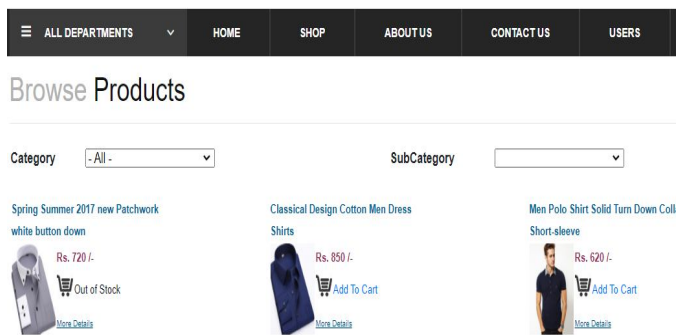 ☰ ALL DEPARTMENTS HOME SHOP ABOUT US CONTACT US USERS
Browse Products
Category - All - SubCategory
Spring Summer 2017 new Patchwork
white button down
Rs. 720 /-
Out of Stock
More Details
Classical Design Cotton Men Dress
Shirts
Rs. 850 /-
Add To Cart
More Details
Men Polo Shirt Solid Turn Down Coll
Short-sleeve
Rs. 620 /-
Add To Cart
More Details